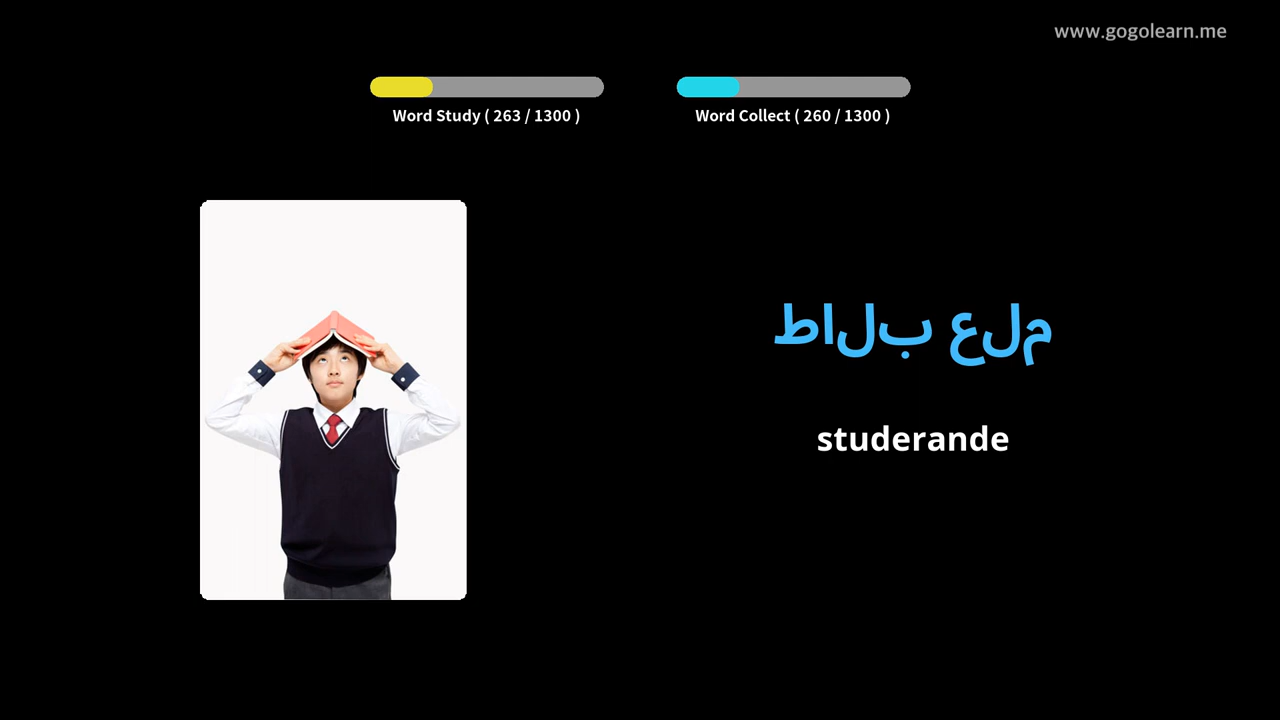 www.gogolearn.me
Word Study ( 263 / 1300 )
Word Collect ( 260 / 1300 )
طالب علم
studerande